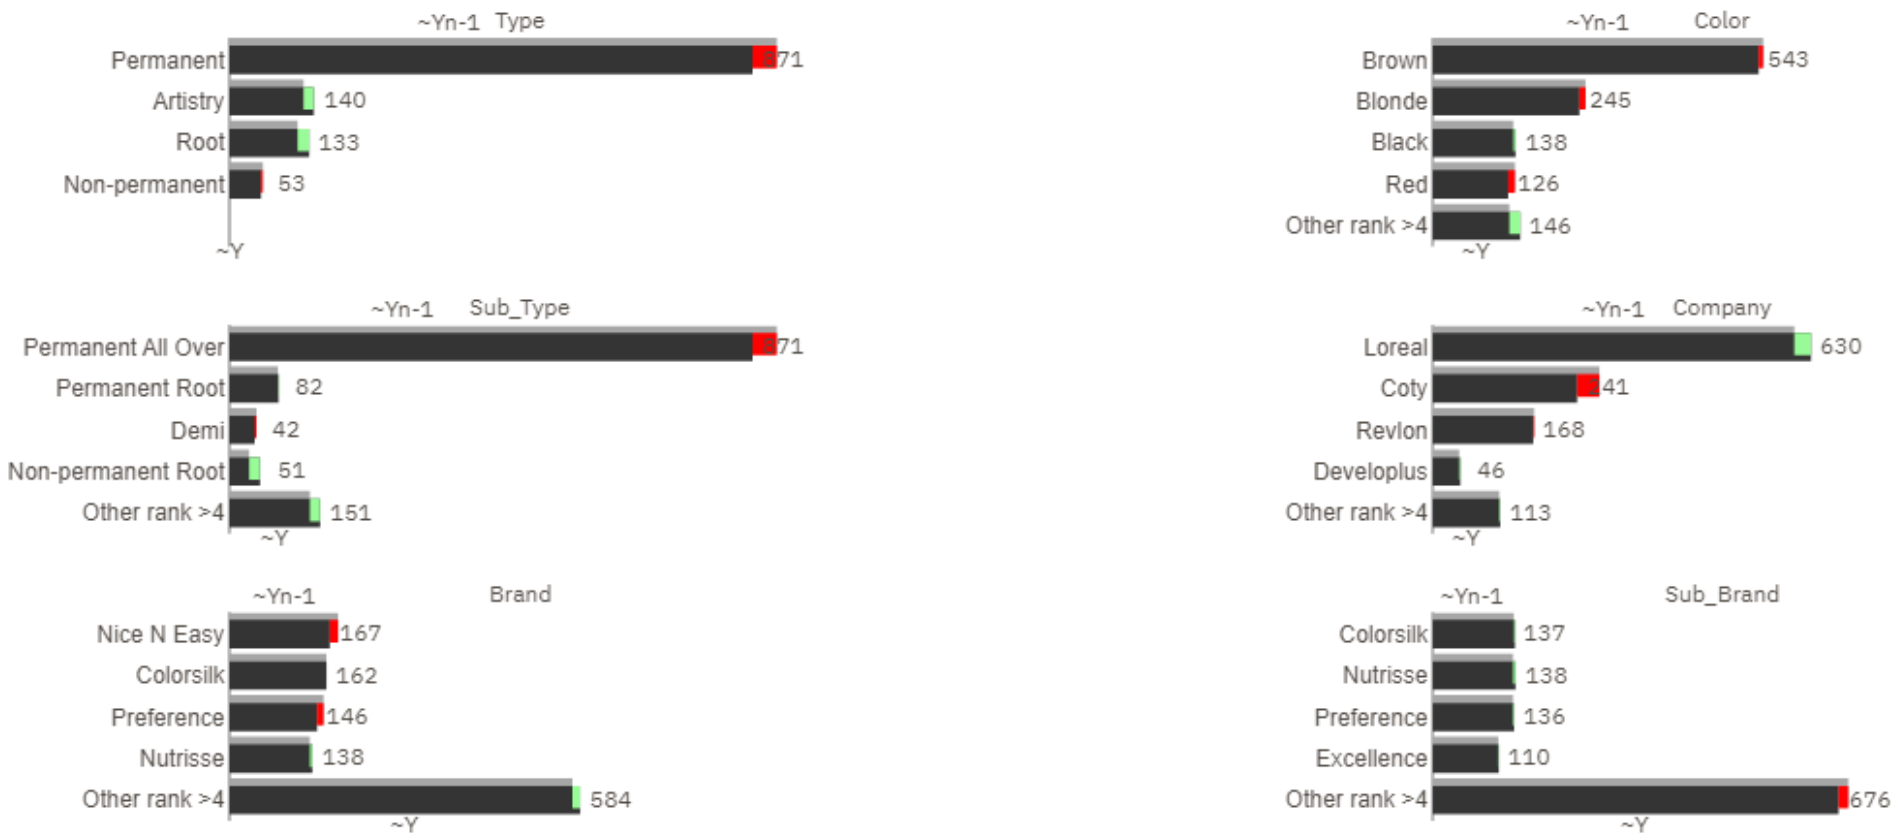 ~Yn-1 Type
Permanent 871
Artistry 140
Root 133
Non-permanent 53
~Y
~Yn-1 Color
Brown 543
Blonde 245
Black 138
Red 126
Other rank >4 146
~Y
~Yn-1 Sub_Type
Permanent All Over 871
Permanent Root 82
Demi 42
Non-permanent Root 51
Other rank >4 151
~Y
~Yn-1 Company
Loreal 630
Coty 241
Revlon 168
Developlus 46
Other rank >4 113
~Y
~Yn-1 Brand
Nice N Easy 167
Colorsilk 162
Preference 146
Nutrisse 138
Other rank >4 584
~Y
~Yn-1 Sub_Brand
Colorsilk 137
Nutrisse 138
Preference 136
Excellence 110
Other rank >4 676
~Y